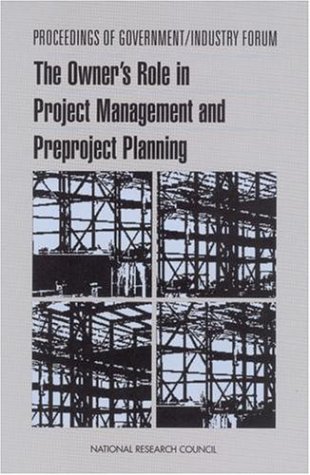 PROCEEDINGS OF GOVERNMENT/INDUSTRY FORUM
The Owner's Role in
Project Management and
Preproject Planning
NATIONAL RESEARCH COUNCIL